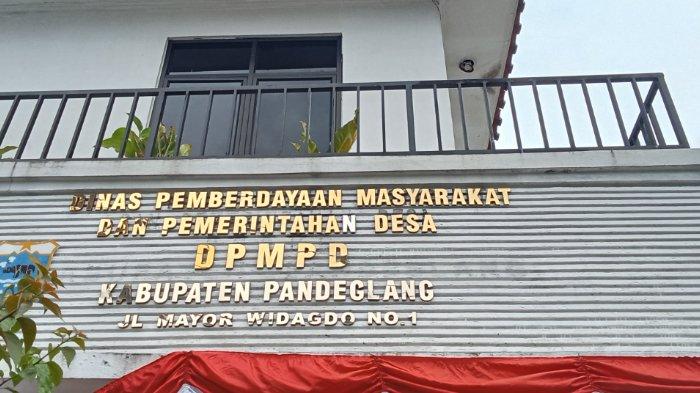 DINAS PEMBERDAYAAN MASYARAKAT
DAN PEMERINTAHAN DESA
DPMPD
KABUPATEN PANDEGLANG
JL MAYOR WIDAGDO NO.1